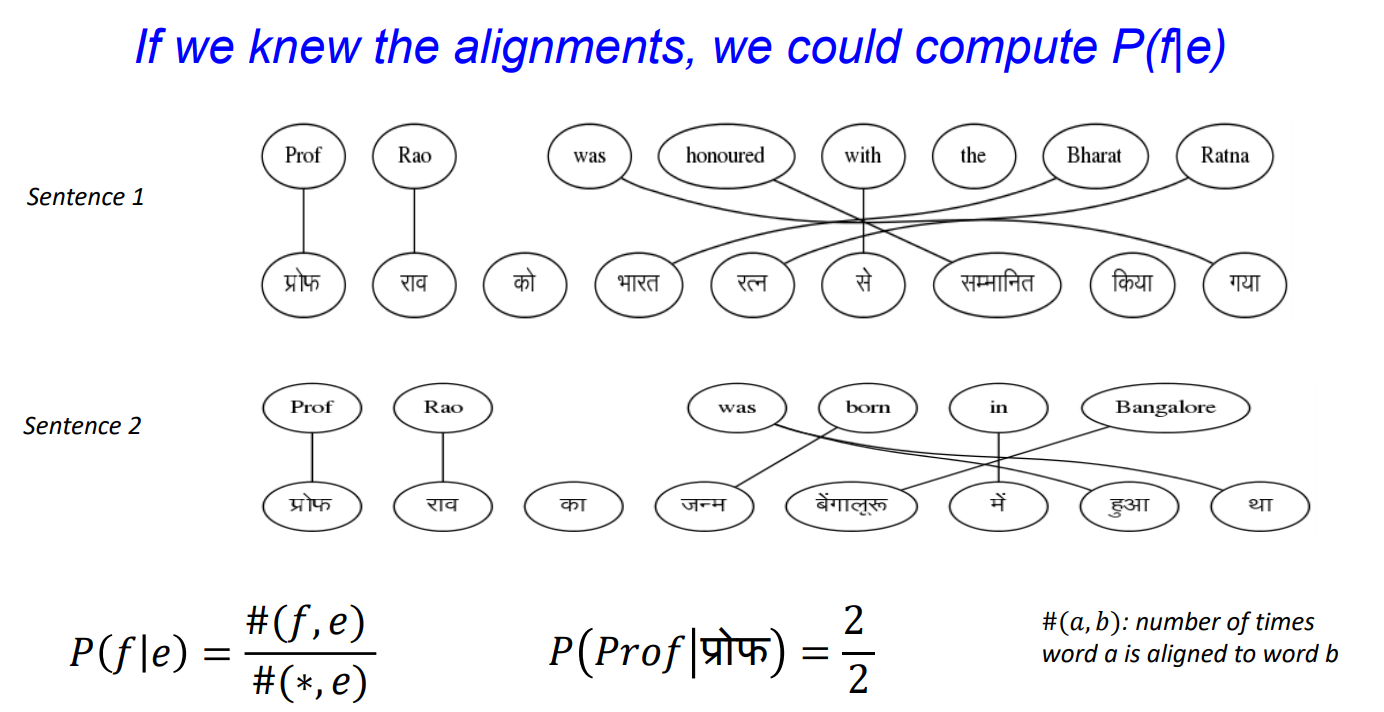 If we knew the alignments, we could compute P(f|e)
Prof Rao was honoured with the Bharat Ratna
Sentence 1
प्रोफ राव को भारत रत्न से सम्मानित किया गया
Prof Rao was born in Bangalore
Sentence 2
प्रोफ राव का जन्म बेंगालूरू में हुआ था
P(f|e) = #(f,e) / #(∗,e)
P(Prof|प्रोफ) = 2 / 2
#(a,b): number of times
word a is aligned to word b